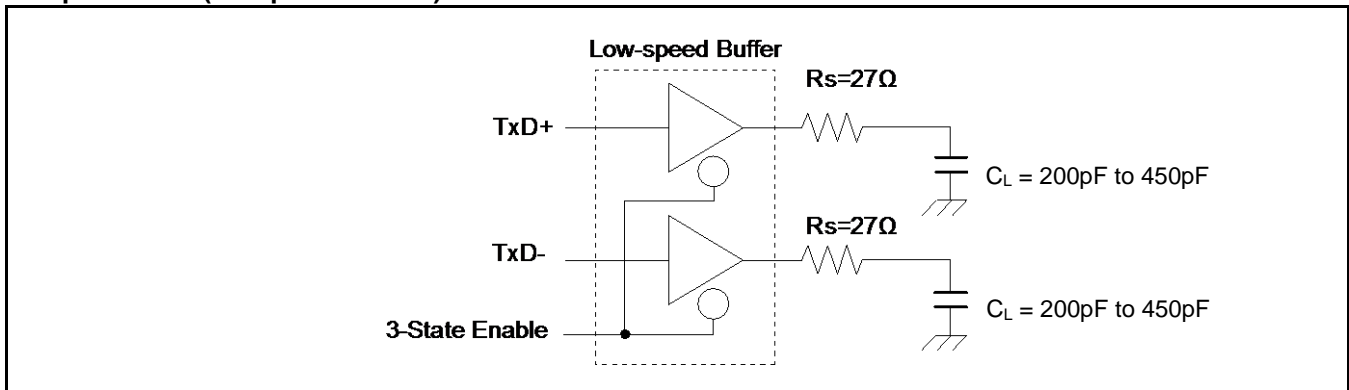 Low-speed Buffer
Rs=27Ω
TxD+
CL = 200pF to 450pF
Rs=27Ω
TxD-
CL = 200pF to 450pF
3-State Enable